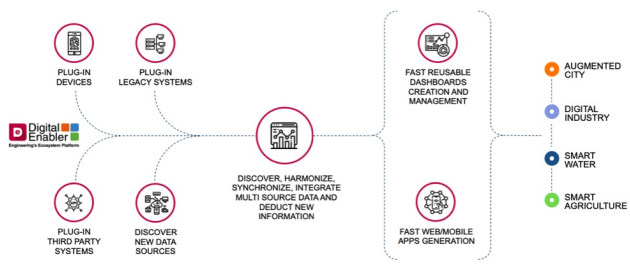 PLUG-IN
DEVICES
PLUG-IN
LEGACY SYSTEMS
D Digital
Enabler
Engineering's Ecosystem Platform
PLUG-IN
THIRD PARTY
SYSTEMS
DISCOVER
NEW DATA
SOURCES
DISCOVER, HARMONIZE,
SYNCHRONIZE, INTEGRATE
MULTI SOURCE DATA AND
DEDUCT NEW
INFORMATION
FAST REUSABLE
DASHBOARDS
CREATION AND
MANAGEMENT
FAST WEB/MOBILE
APPS GENERATION
AUGMENTED
CITY
DIGITAL
INDUSTRY
SMART
WATER
SMART
AGRICULTURE